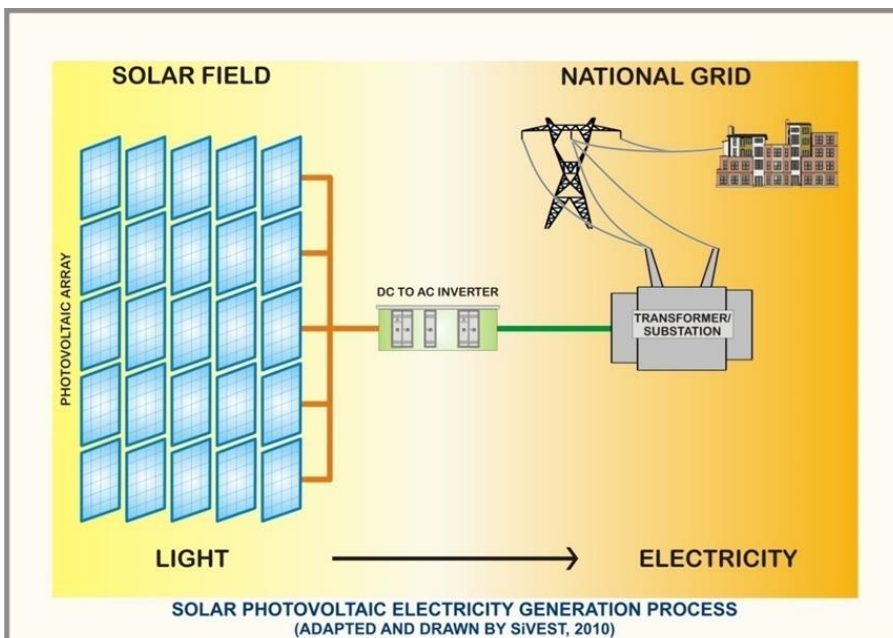 SOLAR FIELD
NATIONAL GRID
PHOTOVOLTAIC ARRAY
DC TO AC INVERTER
TRANSFORMER/
SUBSTATION
LIGHT
ELECTRICITY
SOLAR PHOTOVOLTAIC ELECTRICITY GENERATION PROCESS
(ADAPTED AND DRAWN BY SiVEST, 2010)